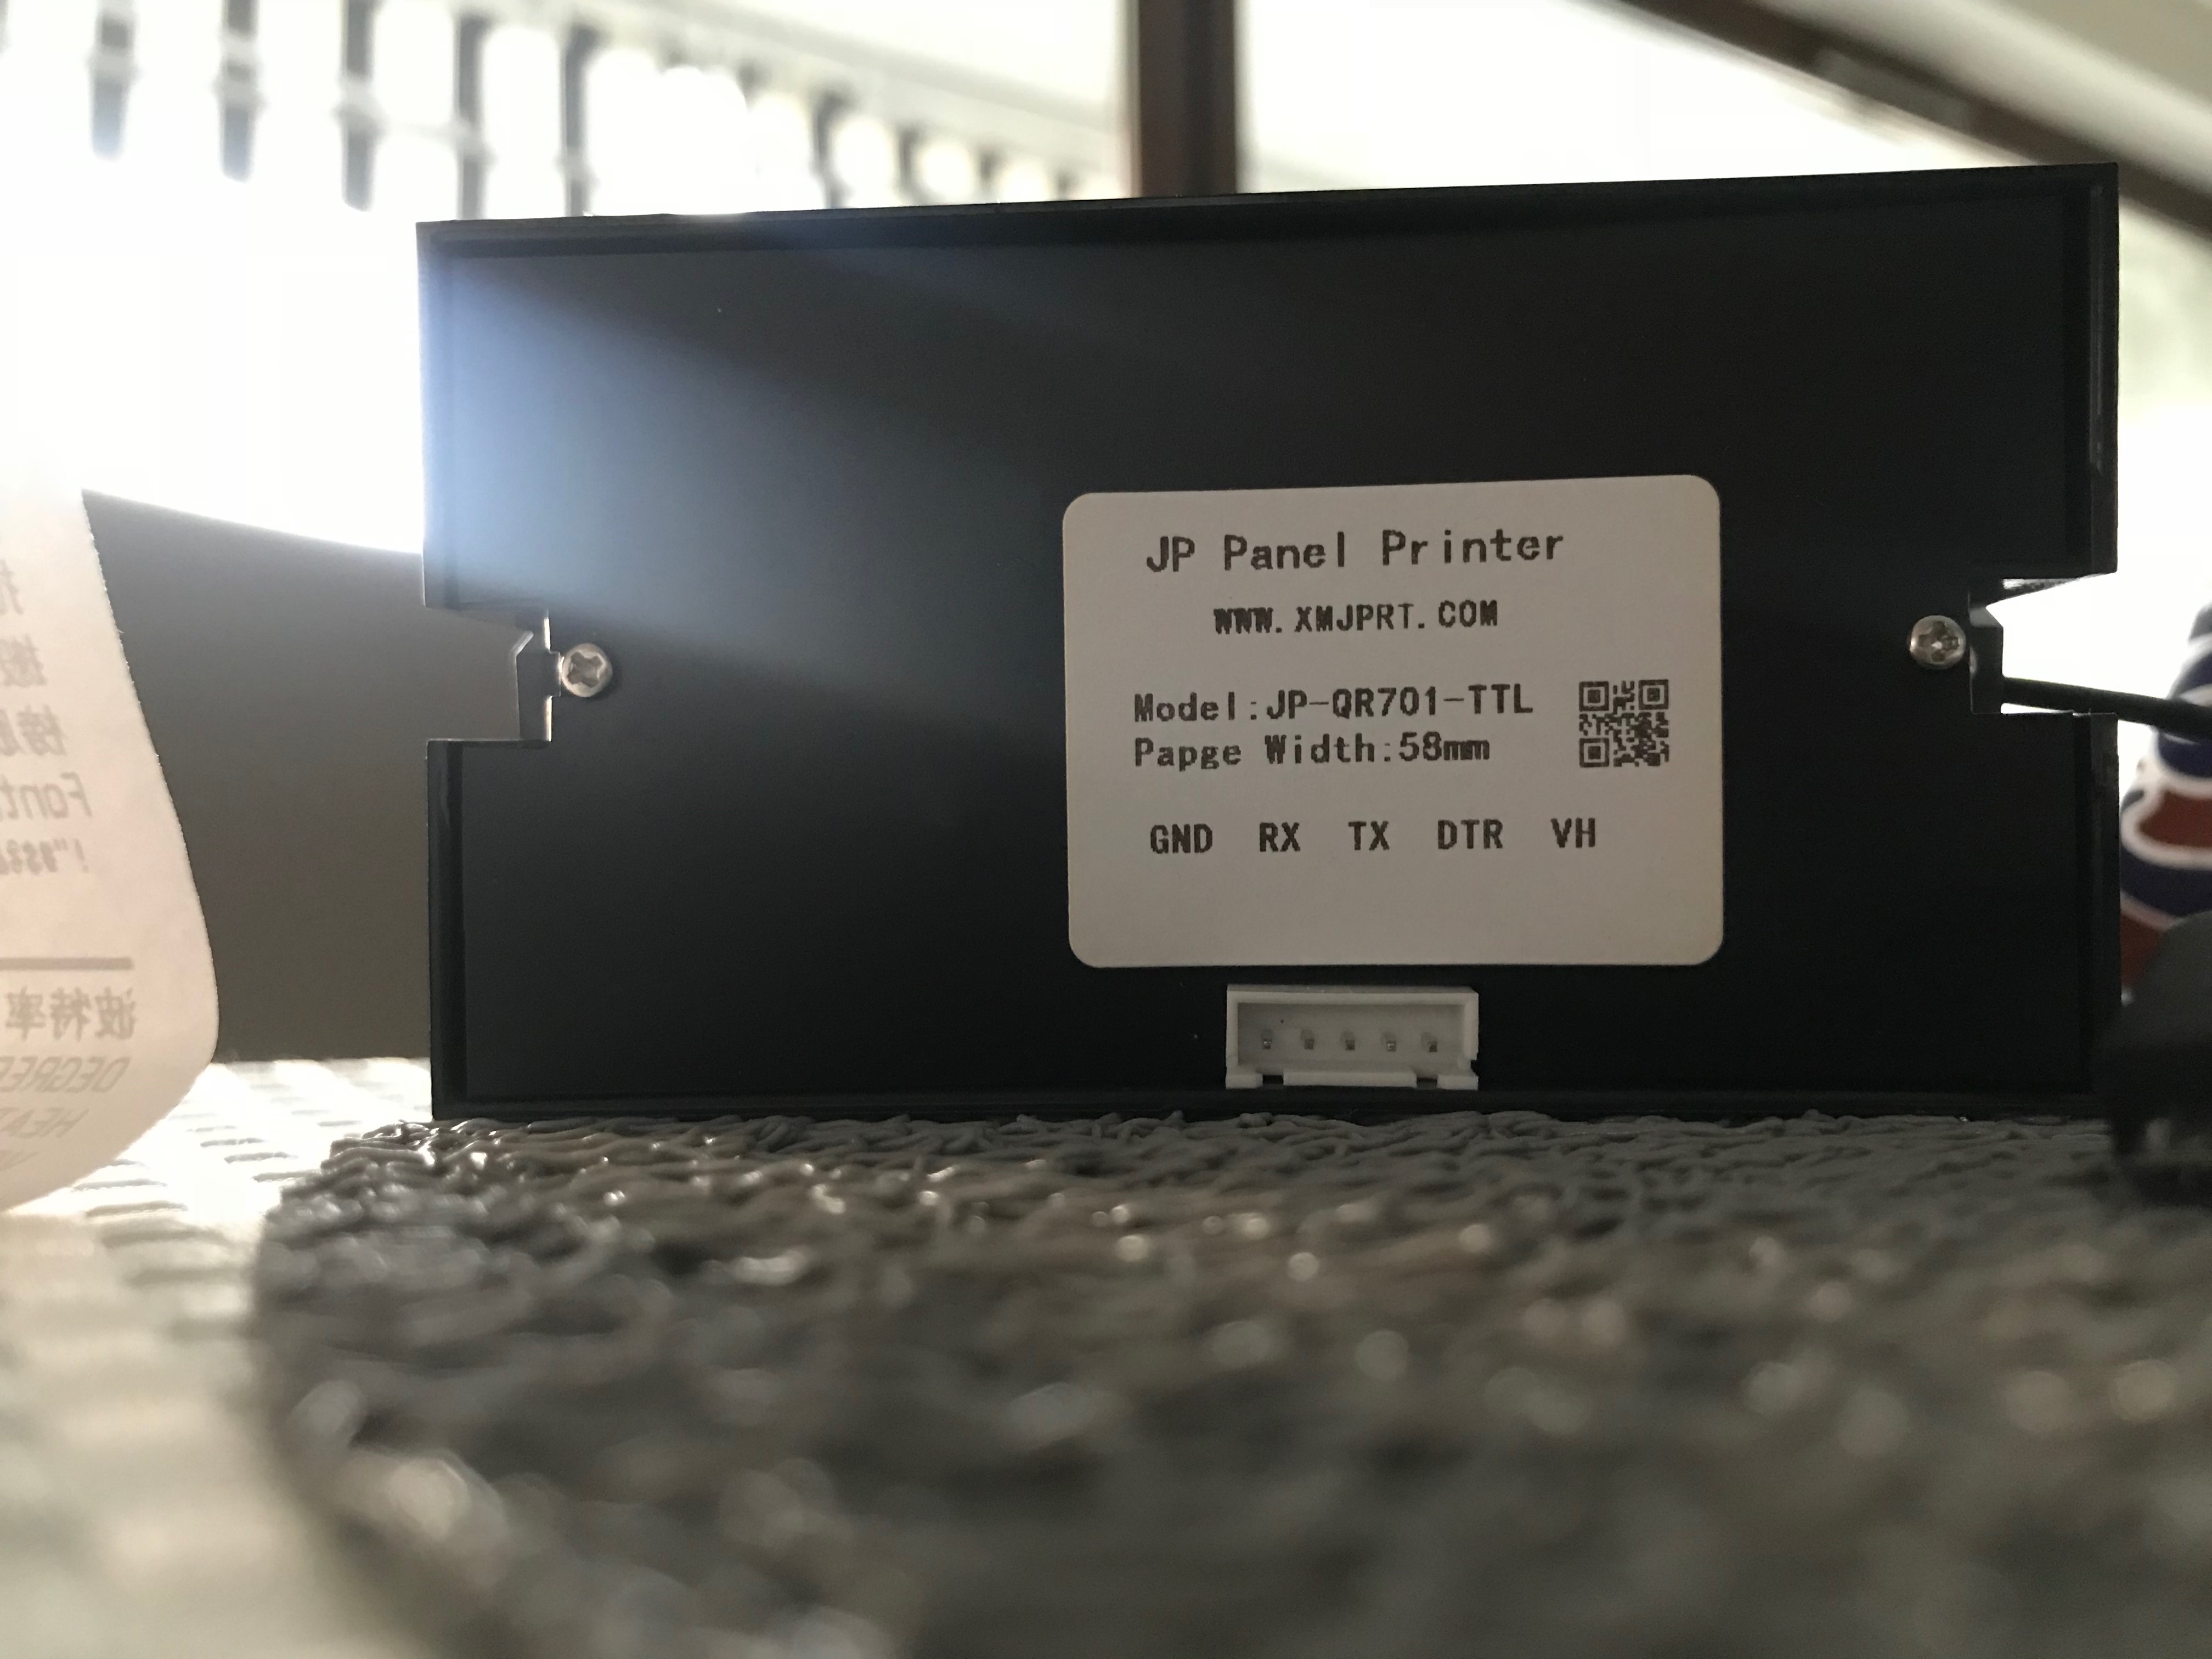 JP Panel Printer
WWW.XMJPRT.COM
Model:JP-QR701-TTL
Papge Width:58mm
GND RX TX DTR VH
Font
波特率